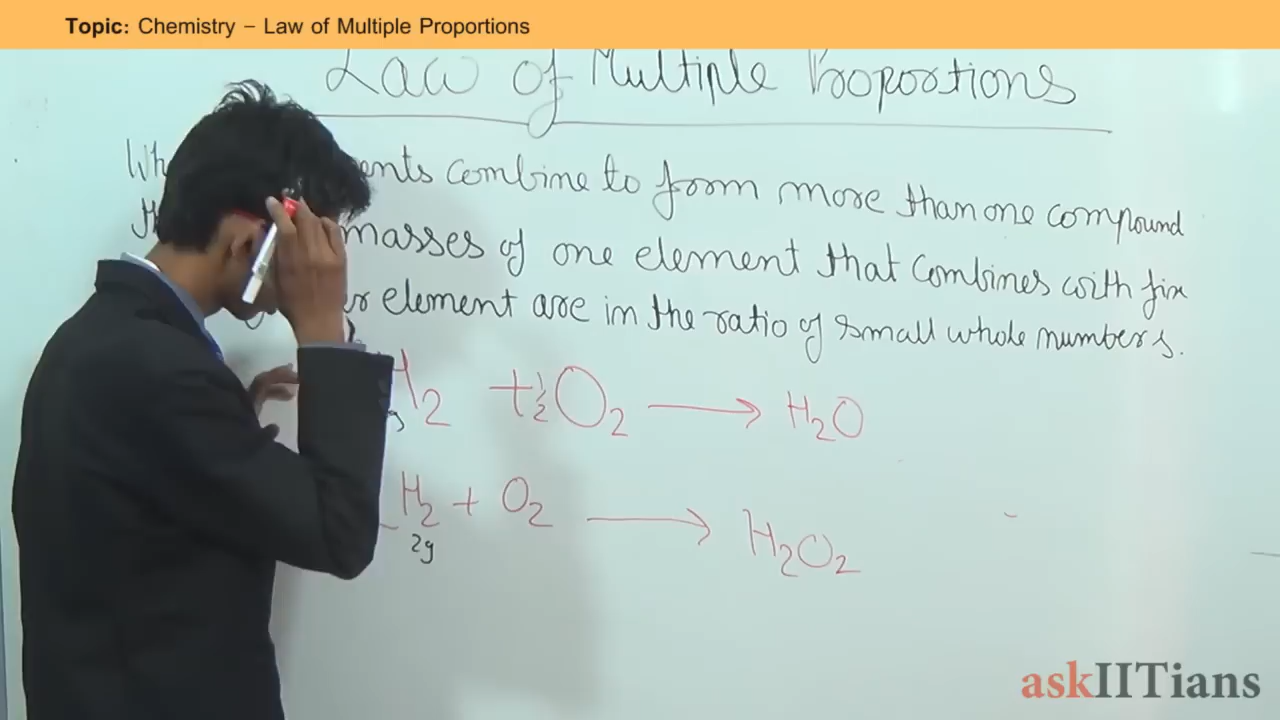 Topic: Chemistry – Law of Multiple Proportions
Law of Multiple Proportions
combine to form more than one compound
masses of one element that combines with fix
element are in the ratio of small whole numbers.
H2 + 1/2 O2 → H2O
H2 + O2 → H2O2
2g
askIITians